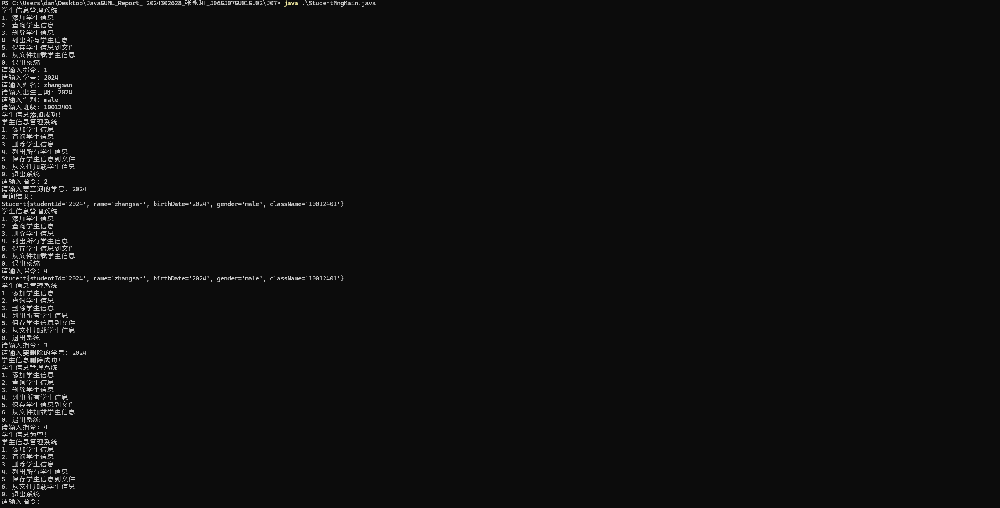 PS C:\Users\dan\Desktop\Java&UML_Report_ 2024302628_张永和_J06&J07&U01&U02\J07> java .\StudentMngMain.java
学生信息管理系统
1. 添加学生信息
2. 查询学生信息
3. 删除学生信息
4. 列出所有学生信息
5. 保存学生信息到文件
6. 从文件加载学生信息
0. 退出系统
请输入指令: 1
请输入学号: 2024
请输入姓名: zhangsan
请输入出生日期: 2024
请输入性别: male
请输入班级: 10012401
学生信息添加成功!
学生信息管理系统
1. 添加学生信息
2. 查询学生信息
3. 删除学生信息
4. 列出所有学生信息
5. 保存学生信息到文件
6. 从文件加载学生信息
0. 退出系统
请输入指令: 2
请输入要查询的学号: 2024
查询结果:
Student{studentId='2024', name='zhangsan', birthDate='2024', gender='male', className='10012401'}
学生信息管理系统
1. 添加学生信息
2. 查询学生信息
3. 删除学生信息
4. 列出所有学生信息
5. 保存学生信息到文件
6. 从文件加载学生信息
0. 退出系统
请输入指令: 4
Student{studentId='2024', name='zhangsan', birthDate='2024', gender='male', className='10012401'}
学生信息管理系统
1. 添加学生信息
2. 查询学生信息
3. 删除学生信息
4. 列出所有学生信息
5. 保存学生信息到文件
6. 从文件加载学生信息
0. 退出系统
请输入指令: 3
请输入要删除的学号: 2024
学生信息删除成功!
学生信息管理系统
1. 添加学生信息
2. 查询学生信息
3. 删除学生信息
4. 列出所有学生信息
5. 保存学生信息到文件
6. 从文件加载学生信息
0. 退出系统
请输入指令: 4
学生信息为空!
学生信息管理系统
1. 添加学生信息
2. 查询学生信息
3. 删除学生信息
4. 列出所有学生信息
5. 保存学生信息到文件
6. 从文件加载学生信息
0. 退出系统
请输入指令: